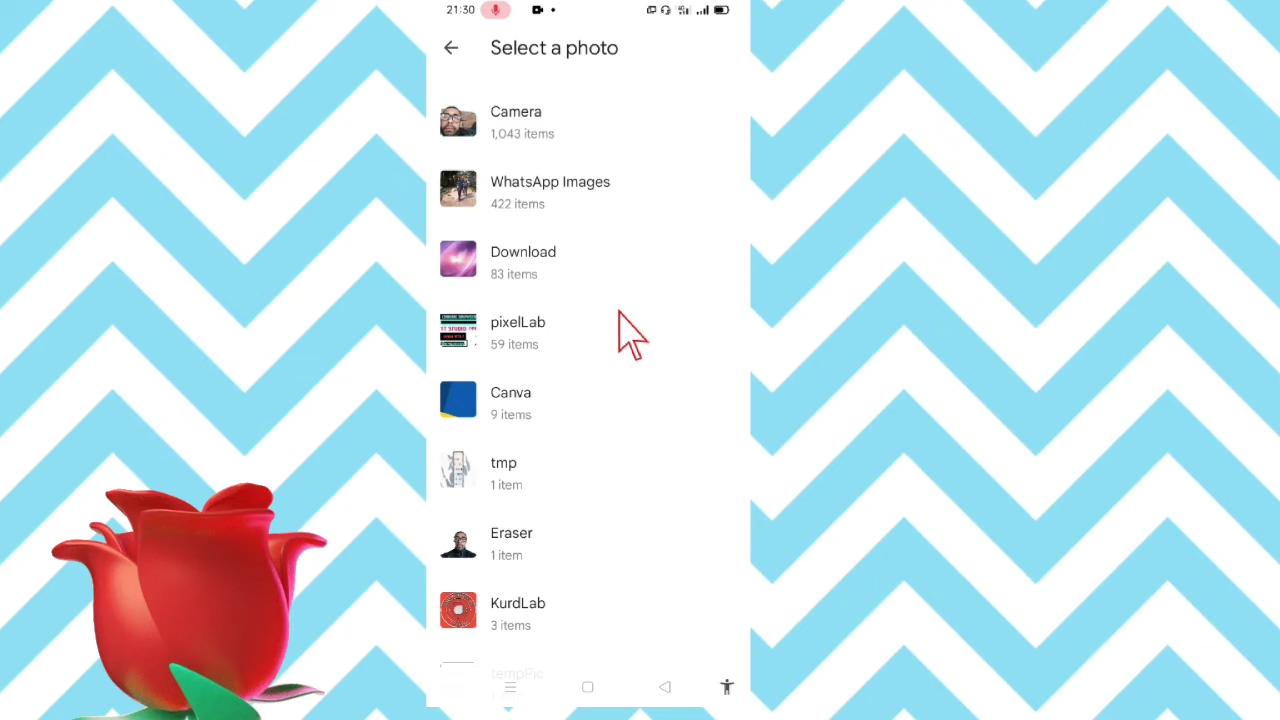 21:30
Select a photo
Camera
1,043 items
WhatsApp Images
422 items
Download
83 items
pixelLab
59 items
Canva
9 items
tmp
1 item
Eraser
1 item
KurdLab
3 items
tempPic